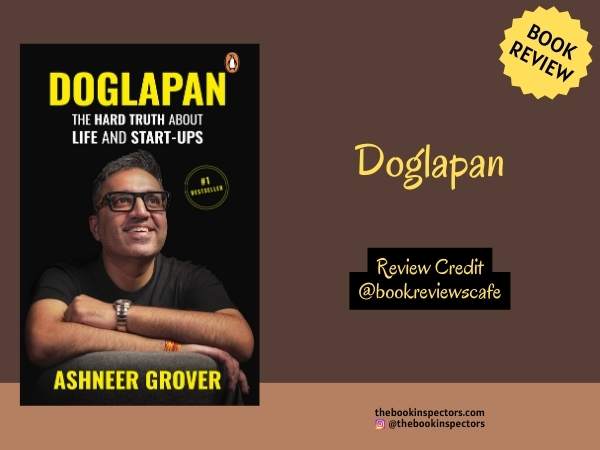 DOGLAPAN
THE HARD TRUTH ABOUT
LIFE AND START-UPS
#1
BESTSELLER
ASHNEER GROVER
BOOK
REVIEW
Doglapan
Review Credit
@bookreviewscafe
thebookinspectors.com
@thebookinspectors